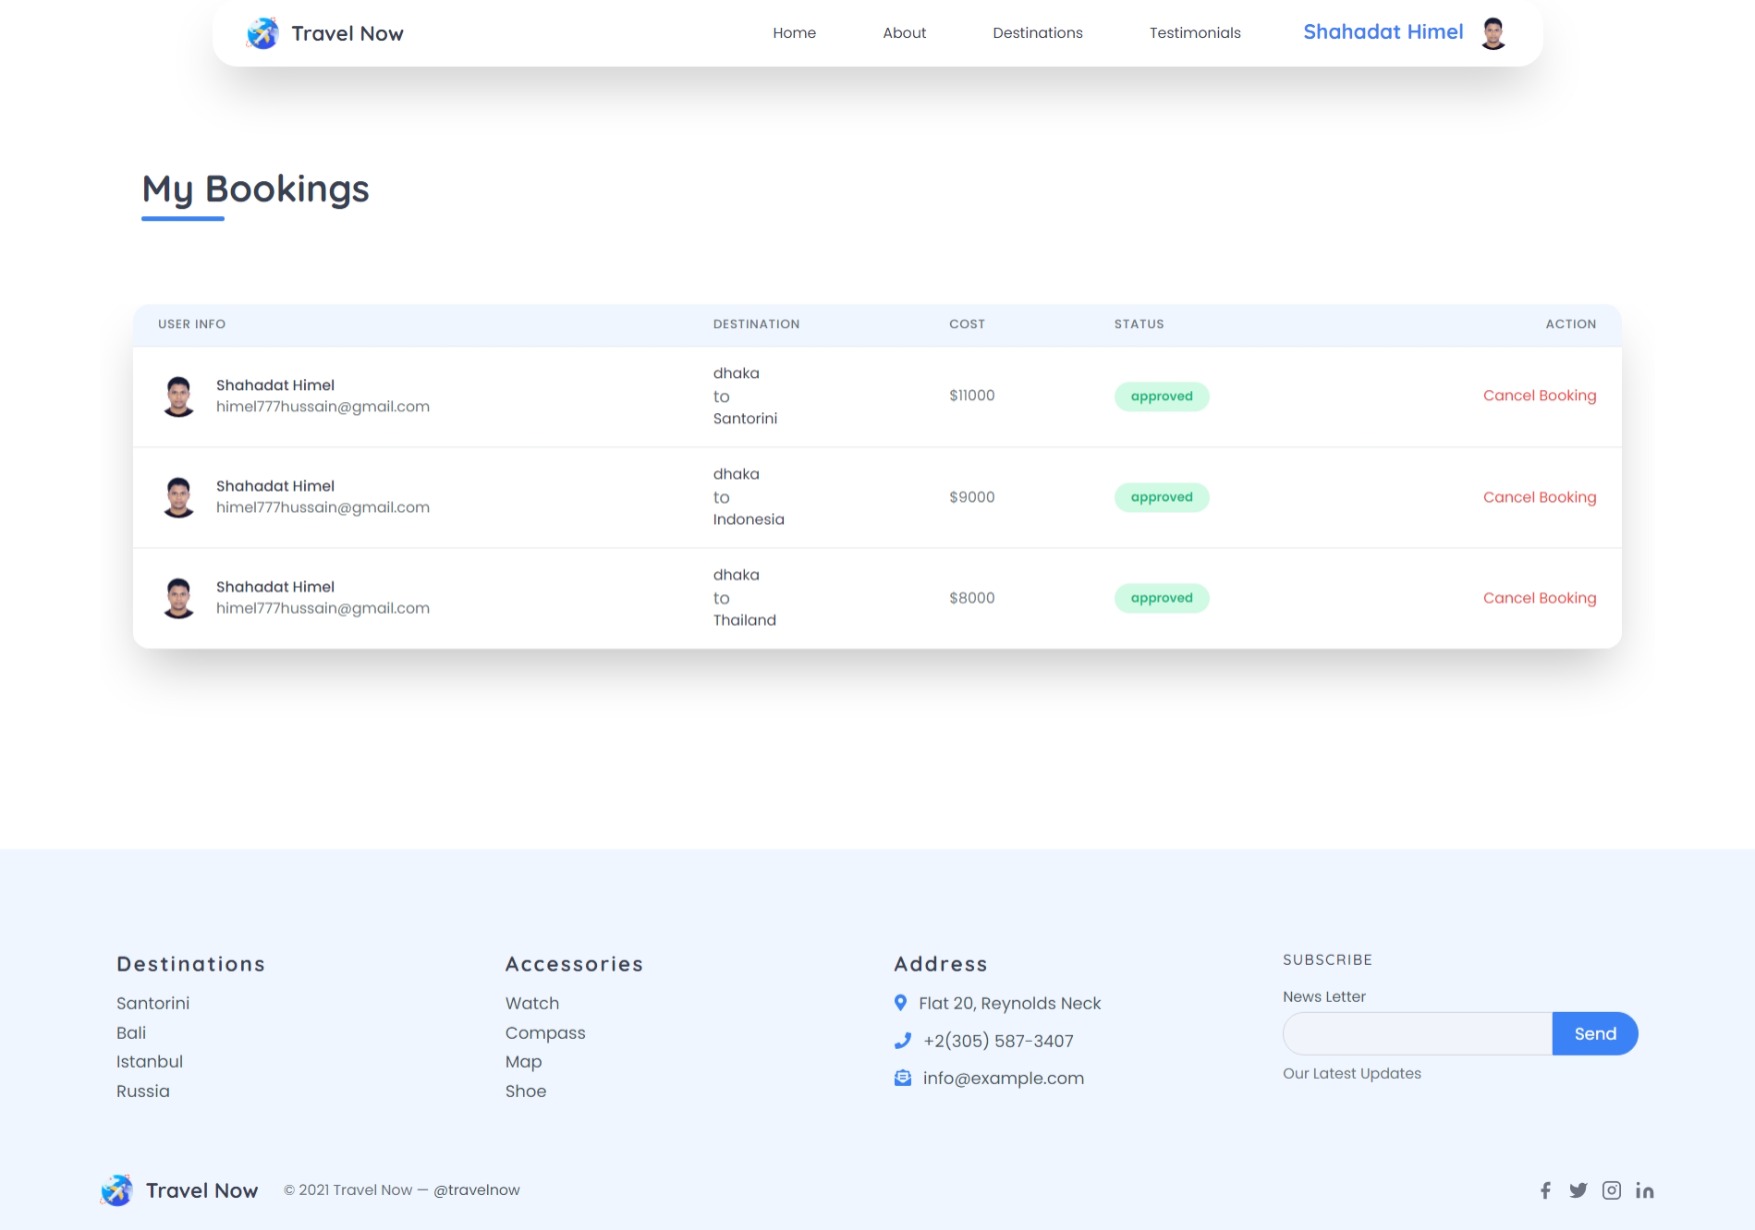 Travel Now
Home
About
Destinations
Testimonials
Shahadat Himel
My Bookings
USER INFO
DESTINATION
COST
STATUS
ACTION
Shahadat Himel
himel777hussain@gmail.com
dhaka
to
Santorini
$11000
approved
Cancel Booking
Shahadat Himel
himel777hussain@gmail.com
dhaka
to
Indonesia
$9000
approved
Cancel Booking
Shahadat Himel
himel777hussain@gmail.com
dhaka
to
Thailand
$8000
approved
Cancel Booking
Destinations
Santorini
Bali
Istanbul
Russia
Accessories
Watch
Compass
Map
Shoe
Address
Flat 20, Reynolds Neck
+2(305) 587-3407
info@example.com
SUBSCRIBE
News Letter
Send
Our Latest Updates
Travel Now
© 2021 Travel Now — @travelnow